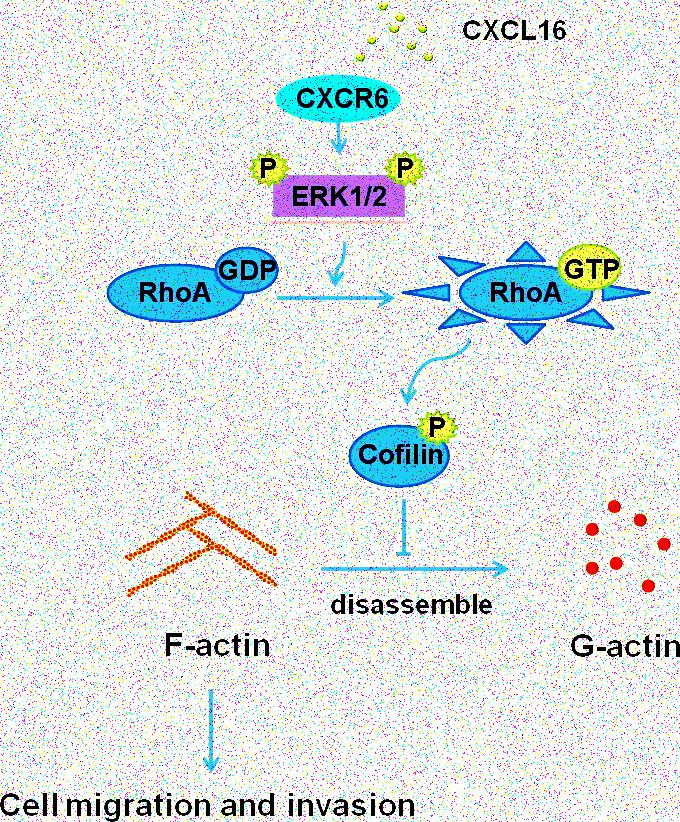 CXCL16
CXCR6
P
P
ERK1/2
GDP
RhoA
GTP
RhoA
P
Cofilin
disassemble
F-actin
G-actin
Cell migration and invasion